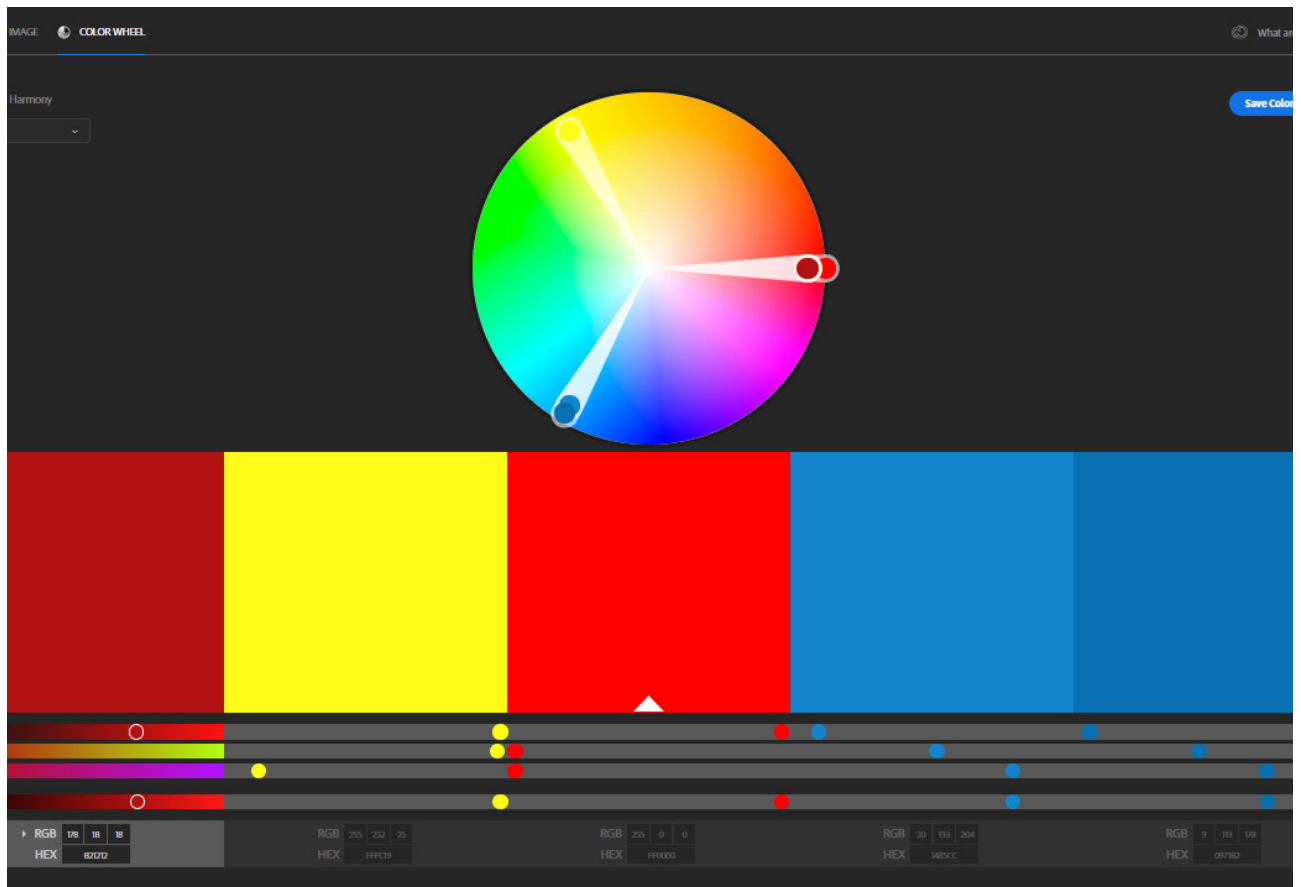 IMAGE COLOR WHEEL What are
Harmony
Save Color
RGB 178 18 18 RGB 255 252 25 RGB 255 0 0 RGB 20 133 204 RGB 9 113 178
HEX B21212 HEX FFFC19 HEX FF0000 HEX 1485CC HEX 0971B2